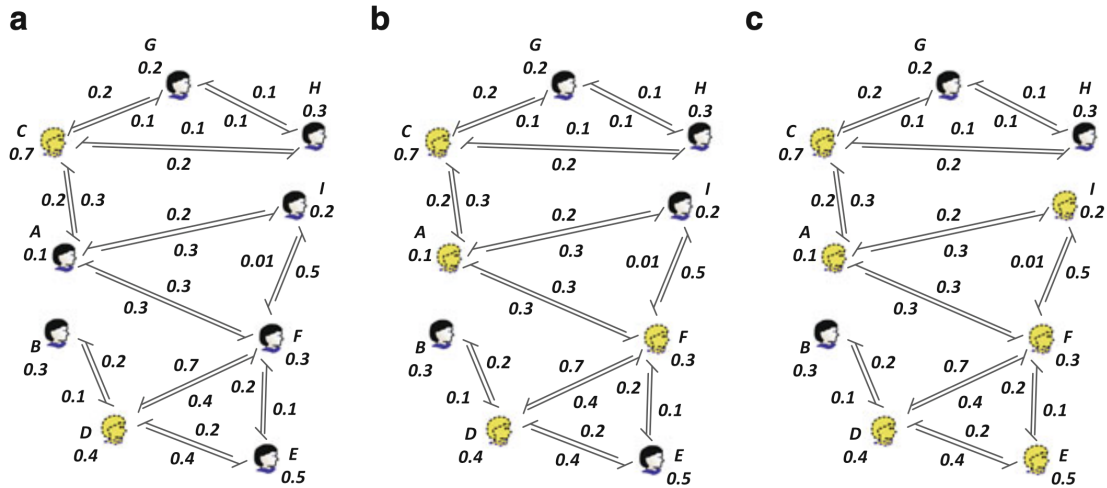 a b c
G G G
0.2 0.2 0.2
H H H
0.2 0.1 0.2 0.1 0.2 0.1
0.3 0.3 0.3
C 0.1 0.1 0.1 C 0.1 0.1 0.1 C 0.1 0.1 0.1
0.7 0.2 0.7 0.2 0.7 0.2
I I I
0.2 0.3 0.2 0.2 0.2 0.3 0.2 0.2 0.2 0.3 0.2 0.2
A A A
0.1 0.3 0.1 0.3 0.1 0.3
0.01 0.5 0.01 0.5 0.01 0.5
0.3 0.3 0.3
0.3 0.3 0.3
F F F
B 0.3 B 0.3 B 0.3
0.3 0.2 0.7 0.3 0.2 0.7 0.3 0.2 0.7
0.2 0.2 0.2
0.1 0.4 0.1 0.1 0.4 0.1 0.1 0.4 0.1
D 0.2 D 0.2 D 0.2
E E E
0.4 0.4 0.5 0.4 0.4 0.5 0.4 0.4 0.5